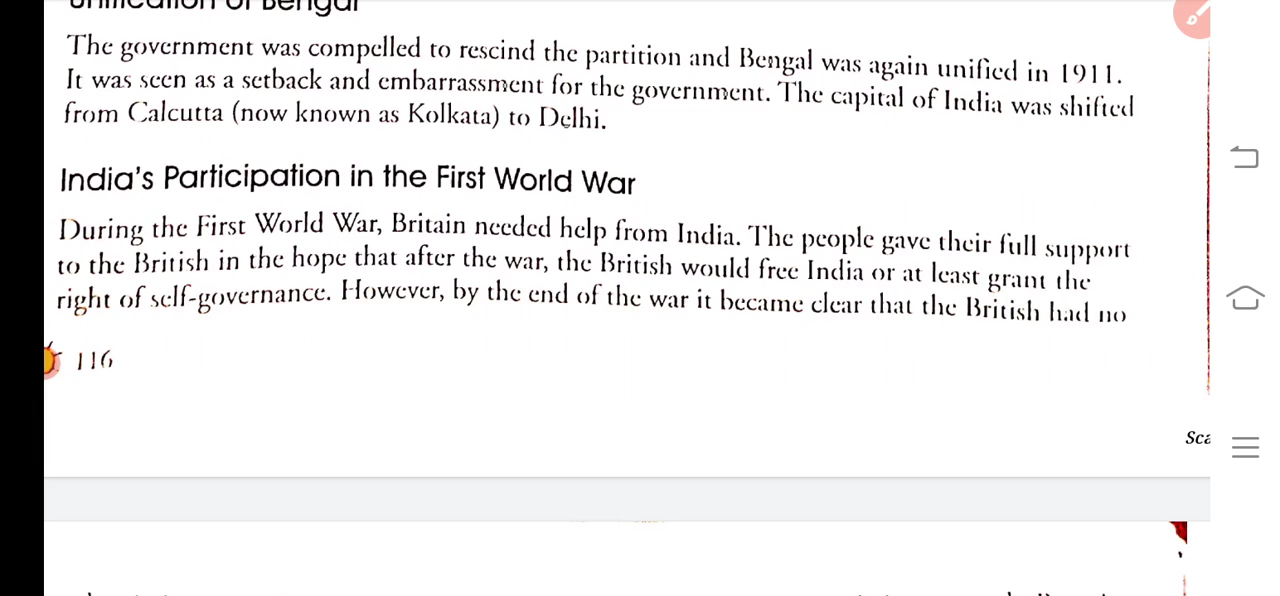 Unification of Bengal
The government was compelled to rescind the partition and Bengal was again unified in 1911.
It was seen as a setback and embarrassment for the government. The capital of India was shifted
from Calcutta (now known as Kolkata) to Delhi.
India's Participation in the First World War
During the First World War, Britain needed help from India. The people gave their full support
to the British in the hope that after the war, the British would free India or at least grant the
right of self-governance. However, by the end of the war it became clear that the British had no
116